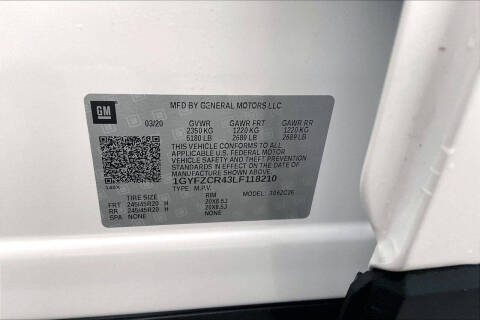 GM
MFD BY GENERAL MOTORS LLC
03/20 GVWR GAWR FRT GAWR RR
2350 KG 1220 KG 1220 KG
5180 LB 2689 LB 2689 LB
THIS VEHICLE CONFORMS TO ALL APPLICABLE
U.S. FEDERAL MOTOR
VEHICLE SAFETY AND THEFT PREVENTION
STANDARDS IN EFFECT ON THE DATE OF
MANUFACTURE SHOWN ABOVE.
1GYFZCR43LF118210
TYPE: M.P.V. MODEL:
TIRE SIZE RIM
FRT 245/45R20 H 20X8.5J
RR 245/45R20 H 20X8.5J
SPA NONE NONE